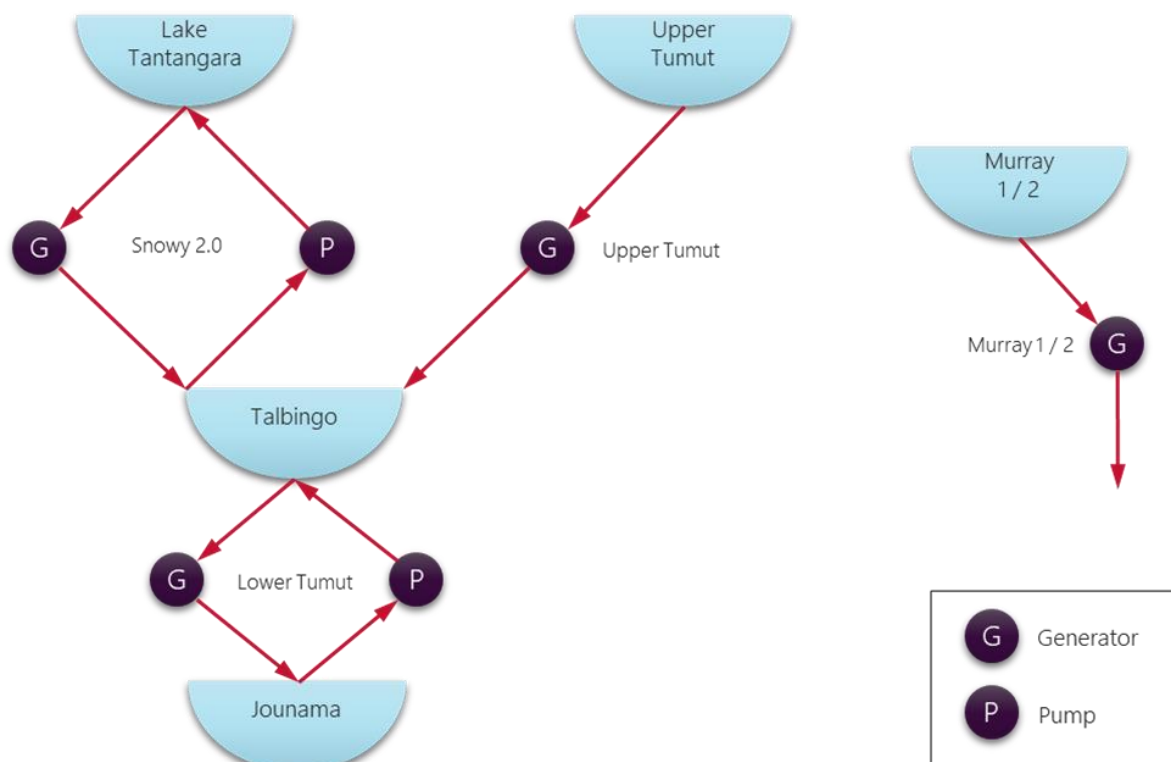 Lake
Tantangara
Upper
Tumut
Murray
1 / 2
G
Snowy 2.0
P
G
Upper Tumut
Murray 1 / 2
G
Talbingo
G
Lower Tumut
P
G
Generator
Jounama
P
Pump